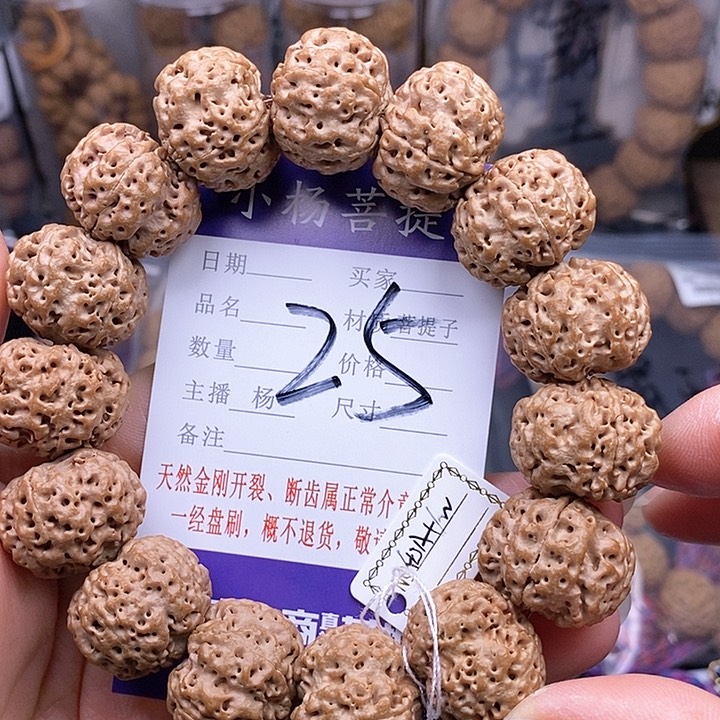 小杨菩提
日期 买家
品名 材质菩提子
数量 价格
25
主播 杨 尺寸
备注
天然金刚开裂、断齿属正常介意
一经盘刷，概不退货，敬
商